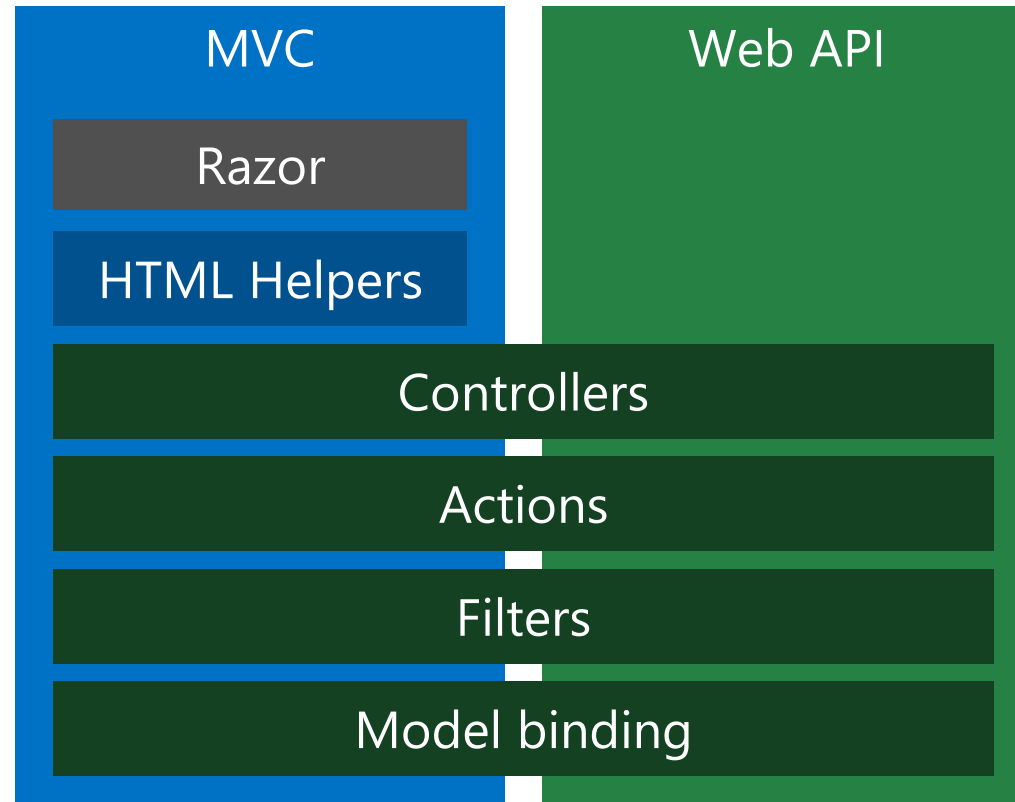 MVC
Web API
Razor
HTML Helpers
Controllers
Actions
Filters
Model binding